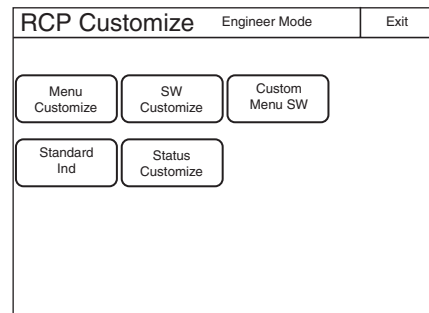 RCP Customize Engineer Mode Exit
Menu
Customize
SW
Customize
Custom
Menu SW
Standard
Ind
Status
Customize